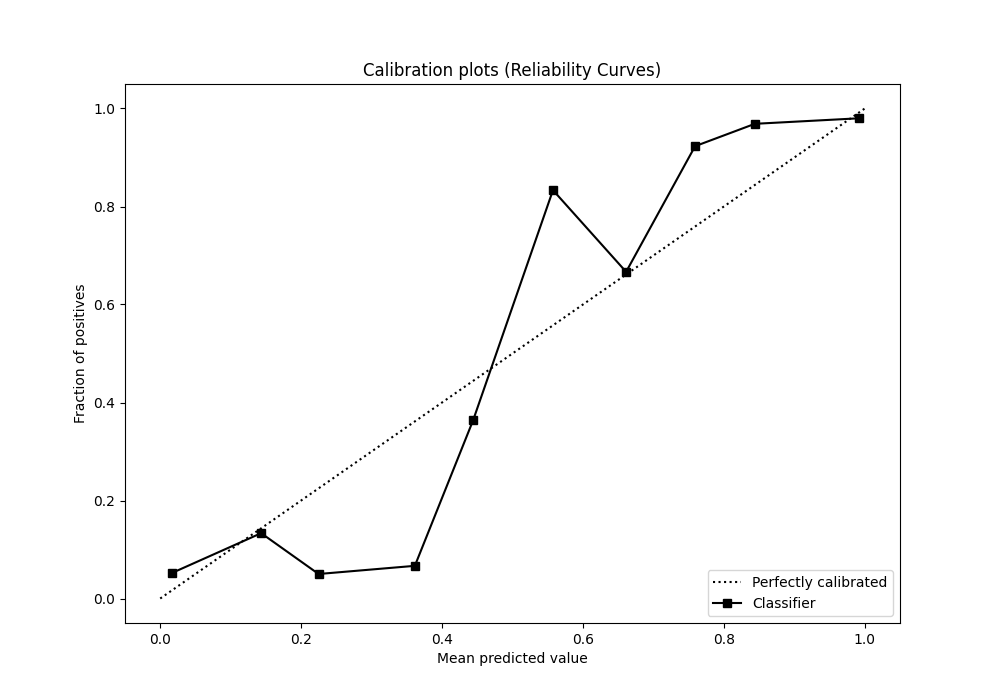 Calibration plots (Reliability Curves)
1.0
0.8
0.6
0.4
0.2
0.0
Fraction of positives
Perfectly calibrated
Classifier
0.0 0.2 0.4 0.6 0.8 1.0
Mean predicted value